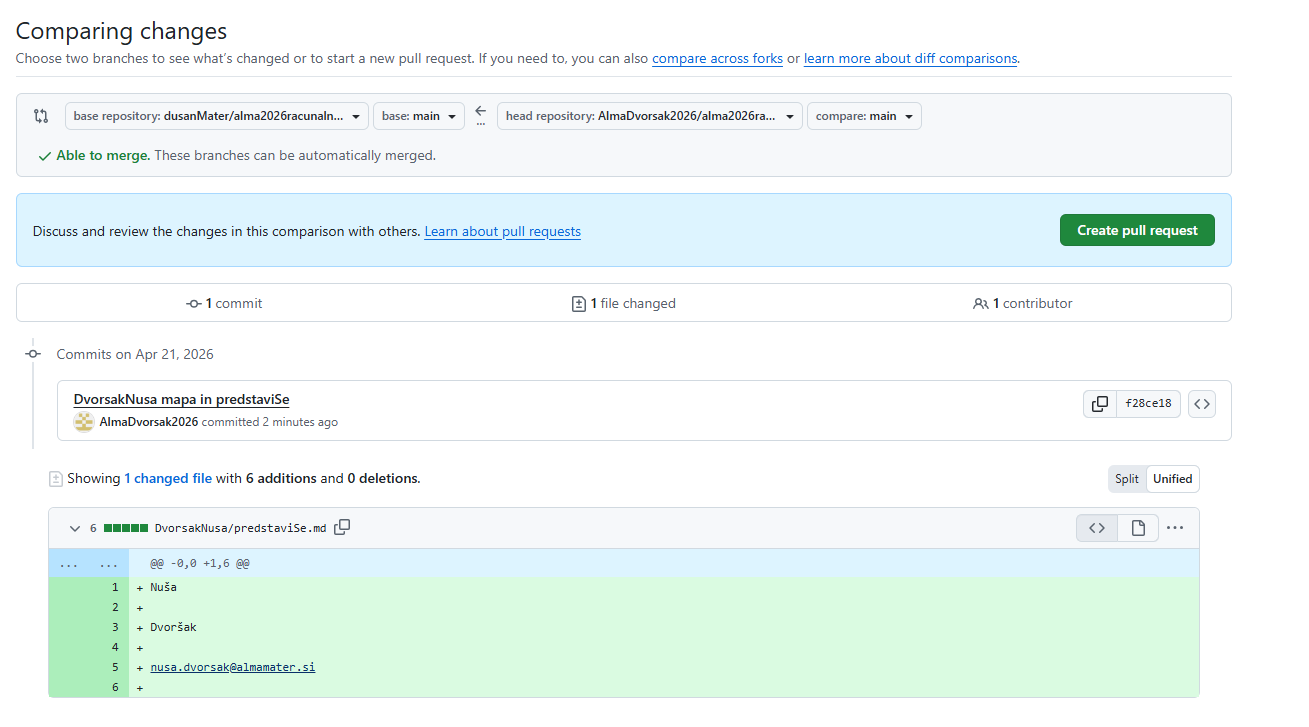 Comparing changes
Choose two branches to see what's changed or to start a new pull request. If you need to, you can also compare across forks or learn more about diff comparisons.
base repository: dusanMater/alma2026racunaln... base: main ... head repository: AlmaDvorsak2026/alma2026ra... compare: main
Able to merge. These branches can be automatically merged.
Discuss and review the changes in this comparison with others. Learn about pull requests Create pull request
1 commit 1 file changed 1 contributor
Commits on Apr 21, 2026
DvorsakNusa mapa in predstaviSe f28ce18
AlmaDvorsak2026 committed 2 minutes ago
Showing 1 changed file with 6 additions and 0 deletions. Split Unified
6 DvorsakNusa/predstaviSe.md
... ... @@ -0,0 +1,6 @@
1 + Nuša
2 +
3 + Dvoršak
4 +
5 + nusa.dvorsak@almamater.si
6 +